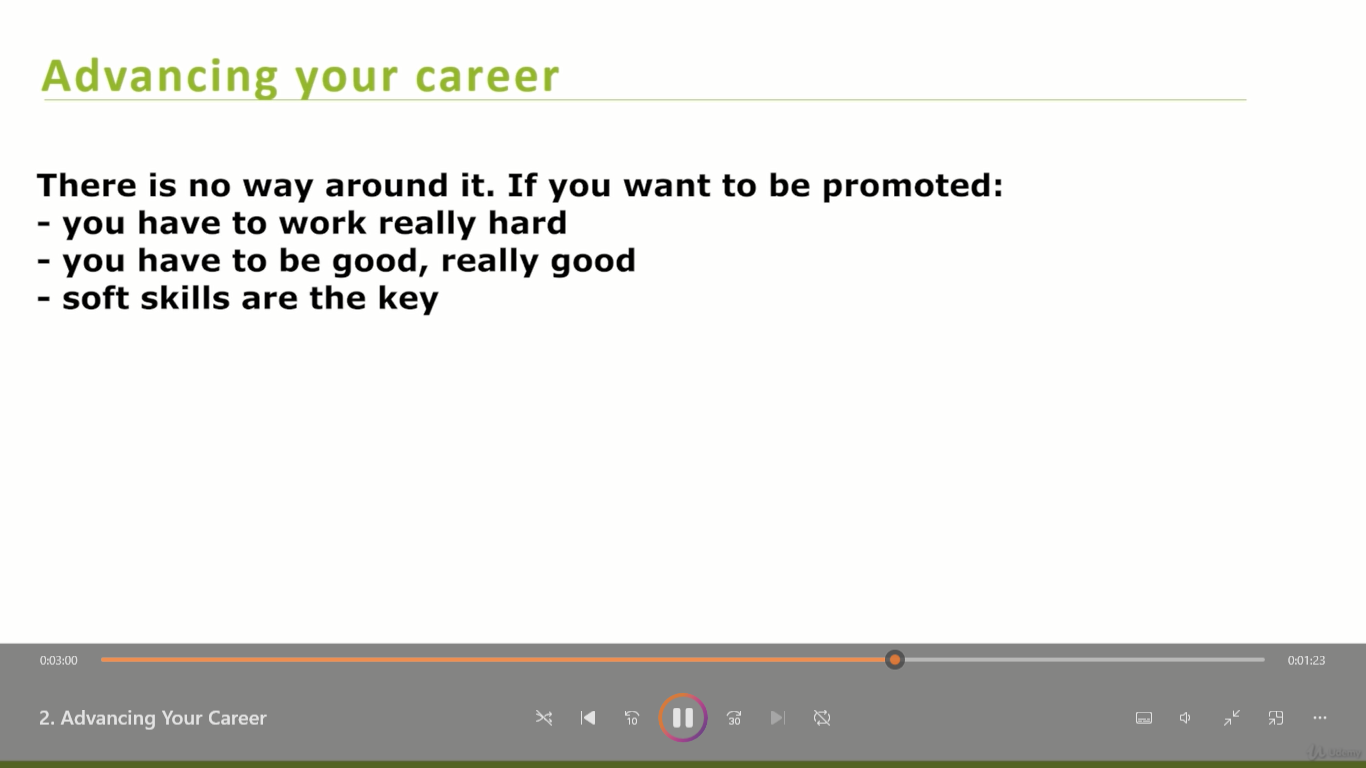 Advancing your career
There is no way around it. If you want to be promoted:
- you have to work really hard
- you have to be good, really good
- soft skills are the key
0:03:00
0:01:23
2. Advancing Your Career
10
30
Udemy